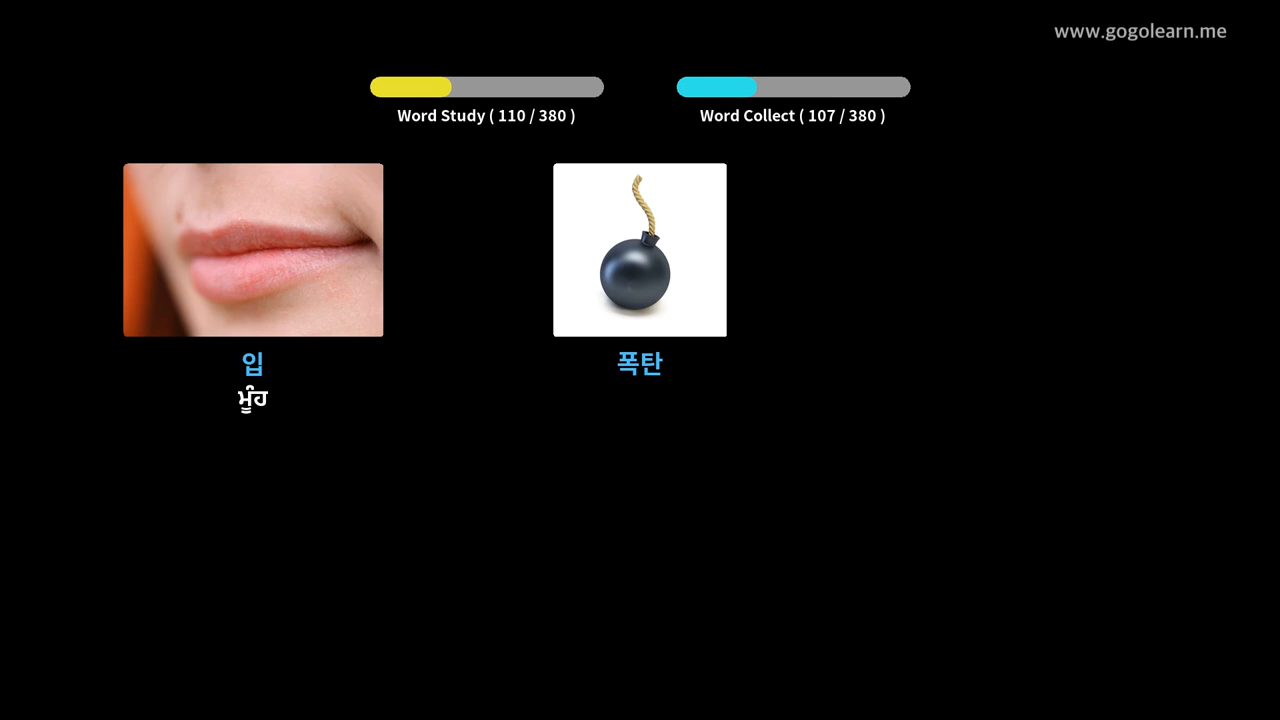 www.gogolearn.me
Word Study ( 110 / 380 )
Word Collect ( 107 / 380 )
입
ਮੂੰਹ
폭탄